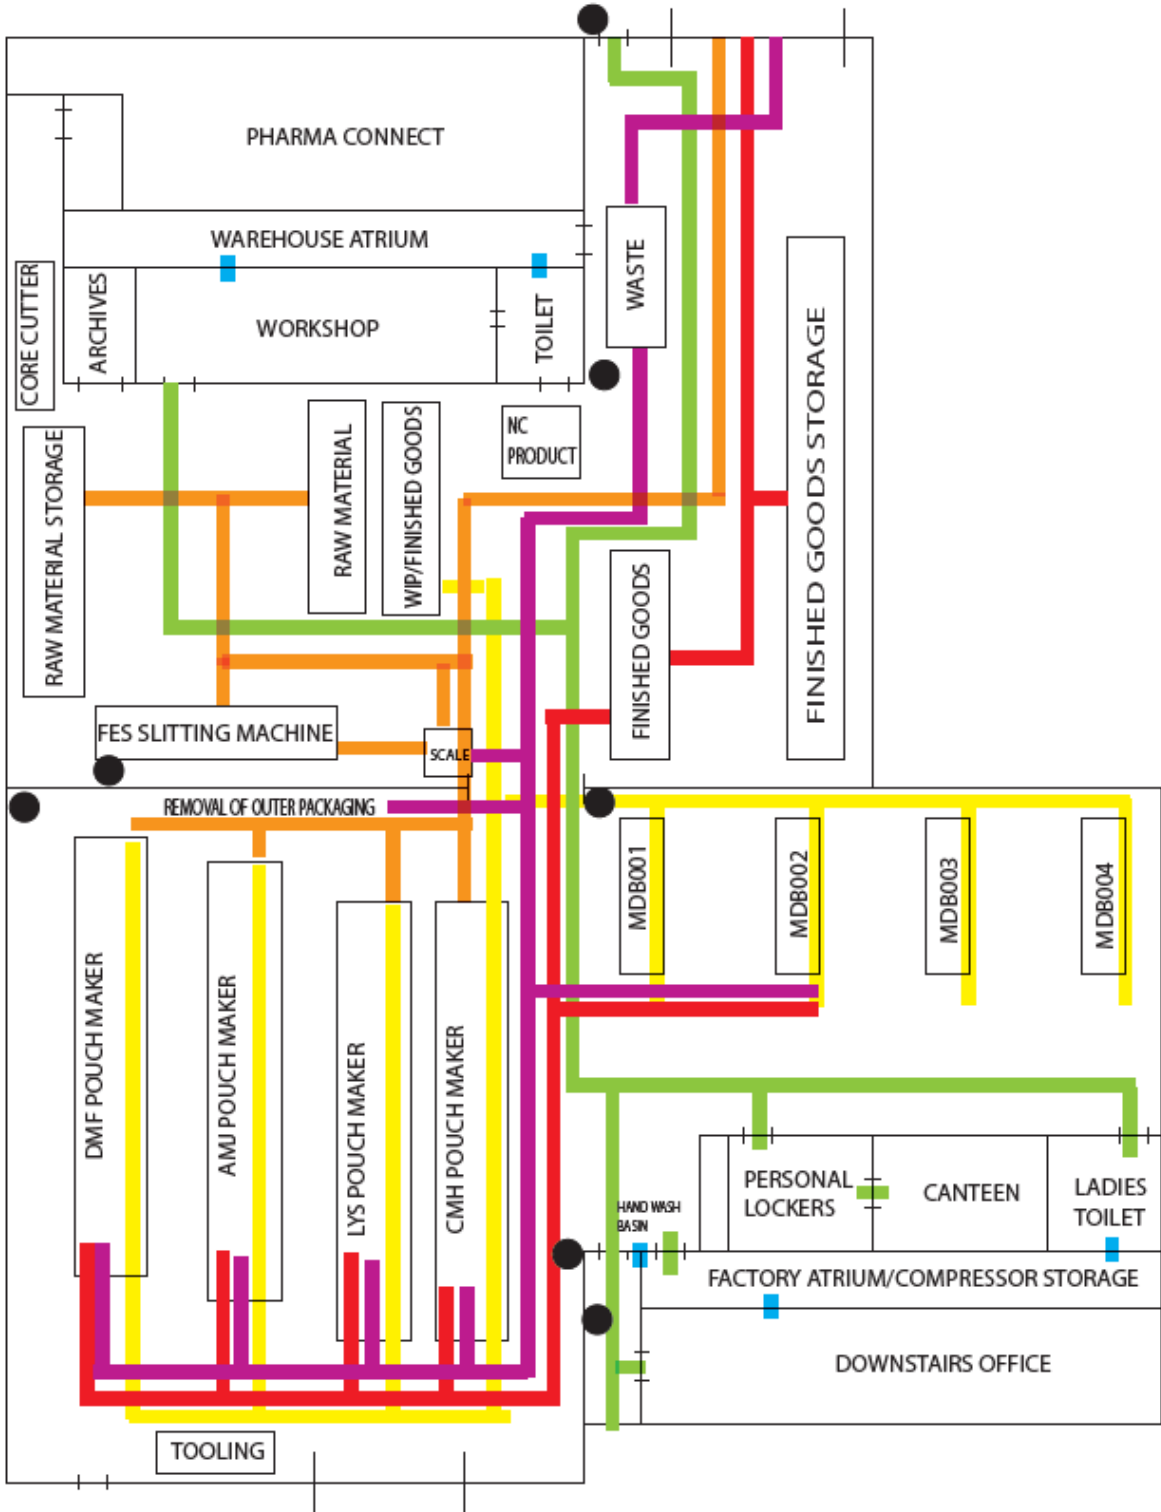 PHARMA CONNECT
WAREHOUSE ATRIUM
CORE CUTTER
ARCHIVES
WORKSHOP
TOILET
WASTE
FINISHED GOODS STORAGE
RAW MATERIAL STORAGE
RAW MATERIAL
WIP/FINISHED GOODS
NC
PRODUCT
FINISHED GOODS
FES SLITTING MACHINE
SCALE
REMOVAL OF OUTER PACKAGING
MDB001
MDB002
MDB003
MDB004
DMF POUCH MAKER
AMJ POUCH MAKER
LYS POUCH MAKER
CMH POUCH MAKER
PERSONAL
LOCKERS
CANTEEN
LADIES
TOILET
HAND WASH
BASIN
FACTORY ATRIUM/COMPRESSOR STORAGE
DOWNSTAIRS OFFICE
TOOLING